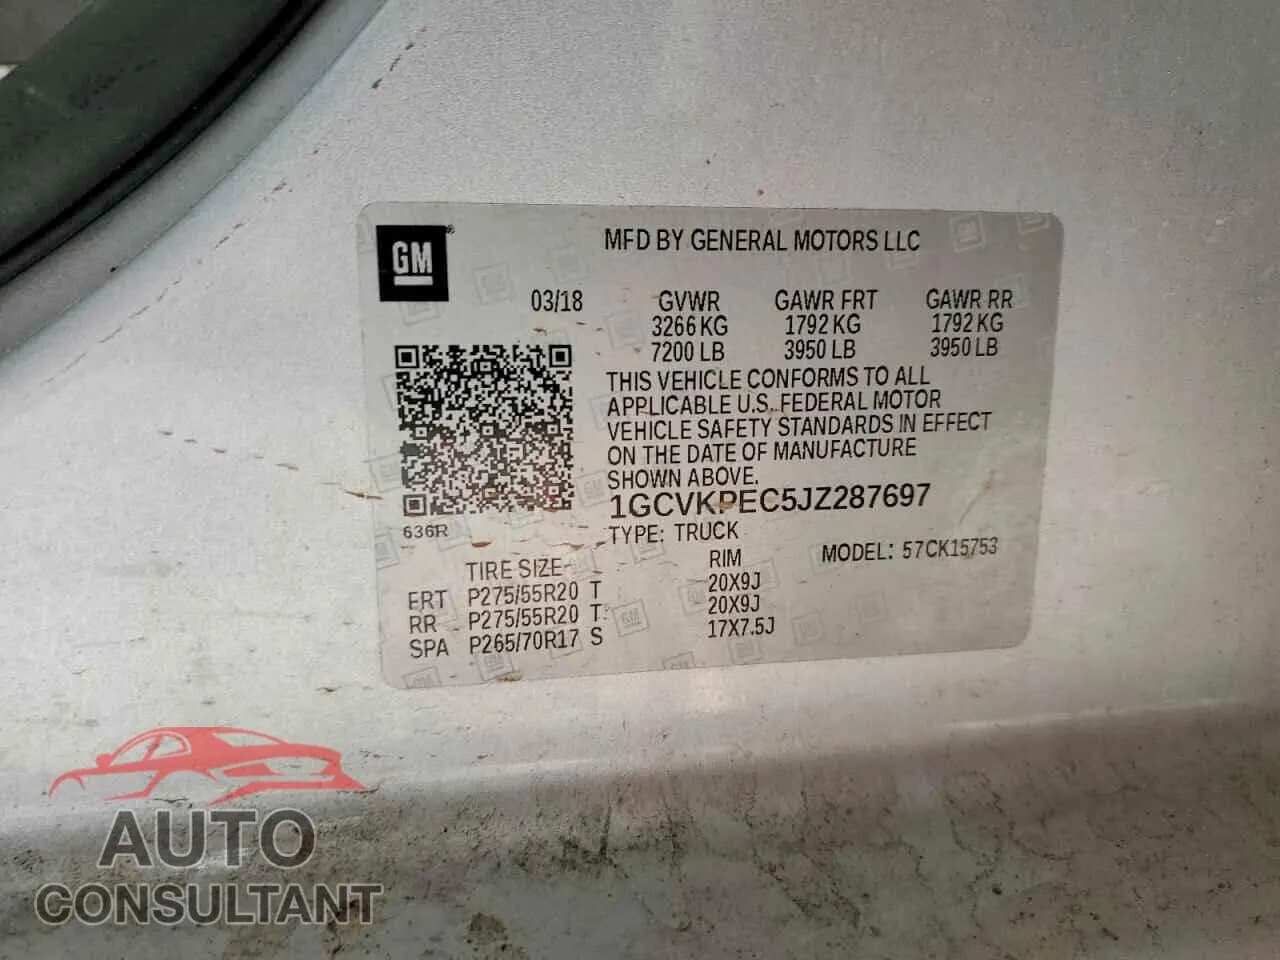 GM®
MFD BY GENERAL MOTORS LLC
03/18 GVWR GAWR FRT GAWR RR
3266 KG 1792 KG 1792 KG
7200 LB 3950 LB 3950 LB
THIS VEHICLE CONFORMS TO ALL
APPLICABLE U.S. FEDERAL MOTOR
VEHICLE SAFETY STANDARDS IN EFFECT
ON THE DATE OF MANUFACTURE
SHOWN ABOVE.
1GCVKPEC5JZ287697
636R
TYPE: TRUCK
MODEL: 57CK15753
TIRE SIZE RIM
FRT P275/55R20 T 20X9J
RR P275/55R20 T 20X9J
SPA P265/70R17 S 17X7.5J
AUTO
CONSULTANT